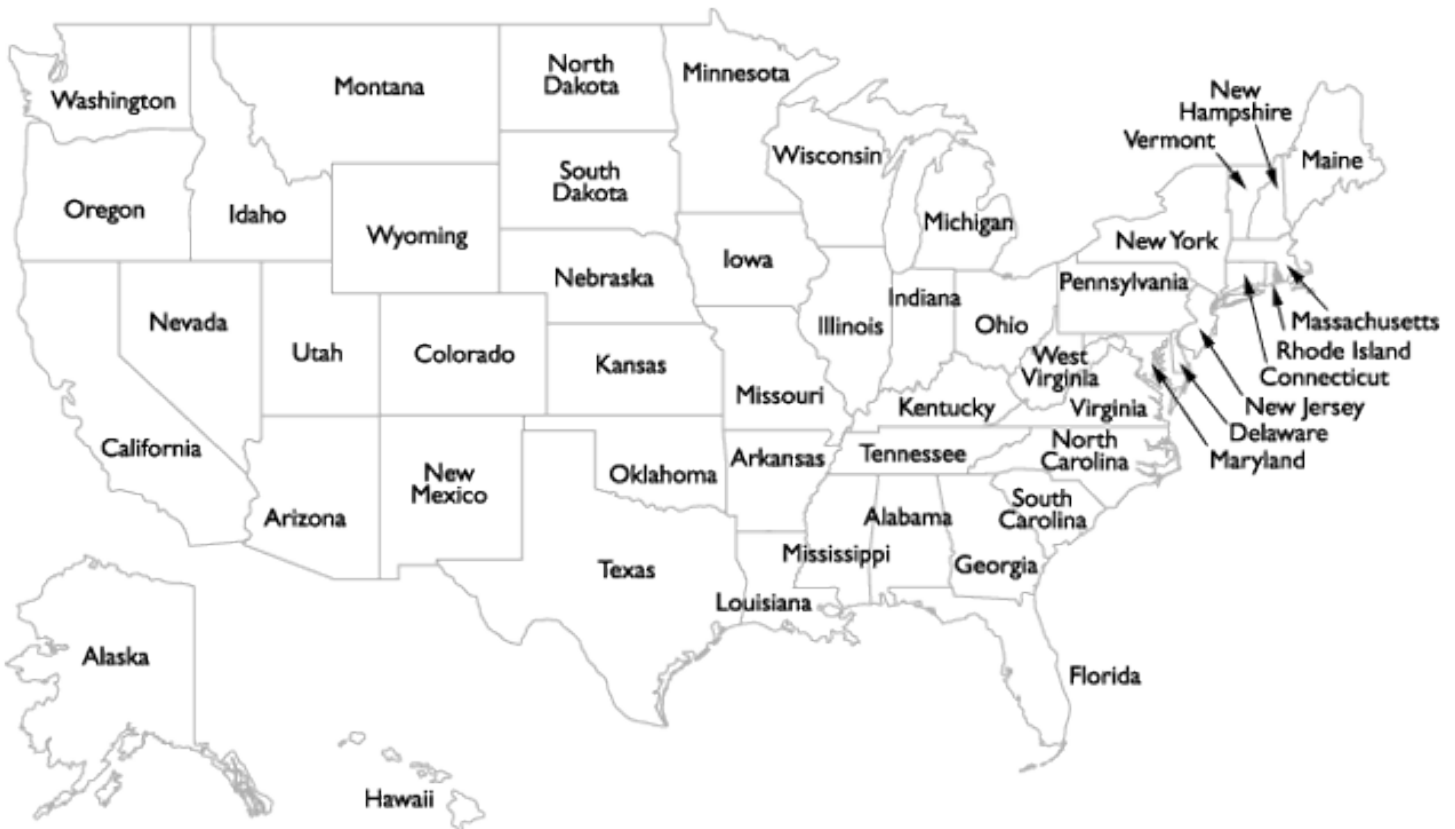 Washington
Montana
North
Dakota
Minnesota
New
Hampshire
Vermont
Maine
Wisconsin
South
Dakota
Oregon
Idaho
Wyoming
Michigan
New York
Iowa
Nebraska
Pennsylvania
Indiana
Nevada
Illinois
Ohio
Massachusetts
Utah
Colorado
Kansas
West
Virginia
Rhode Island
Connecticut
Missouri
Kentucky
Virginia
New Jersey
Delaware
Maryland
California
New
Mexico
Oklahoma
Arkansas
Tennessee
North
Carolina
Arizona
Alabama
South
Carolina
Texas
Mississippi
Georgia
Louisiana
Alaska
Florida
Hawaii